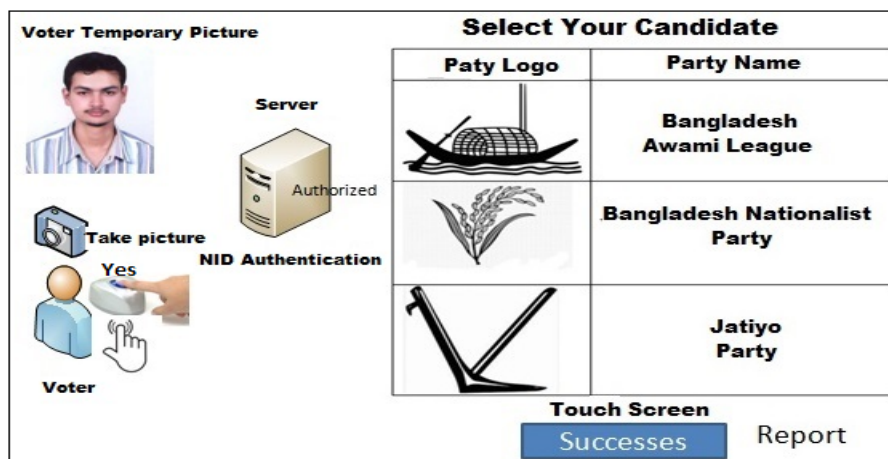 Voter Temporary Picture
Select Your Candidate
Paty Logo
Party Name
Server
Bangladesh
Awami League
Authorized
Take picture
Yes
NID Authentication
Bangladesh Nationalist
Party
Jatiyo
Party
Voter
Touch Screen
Successes
Report